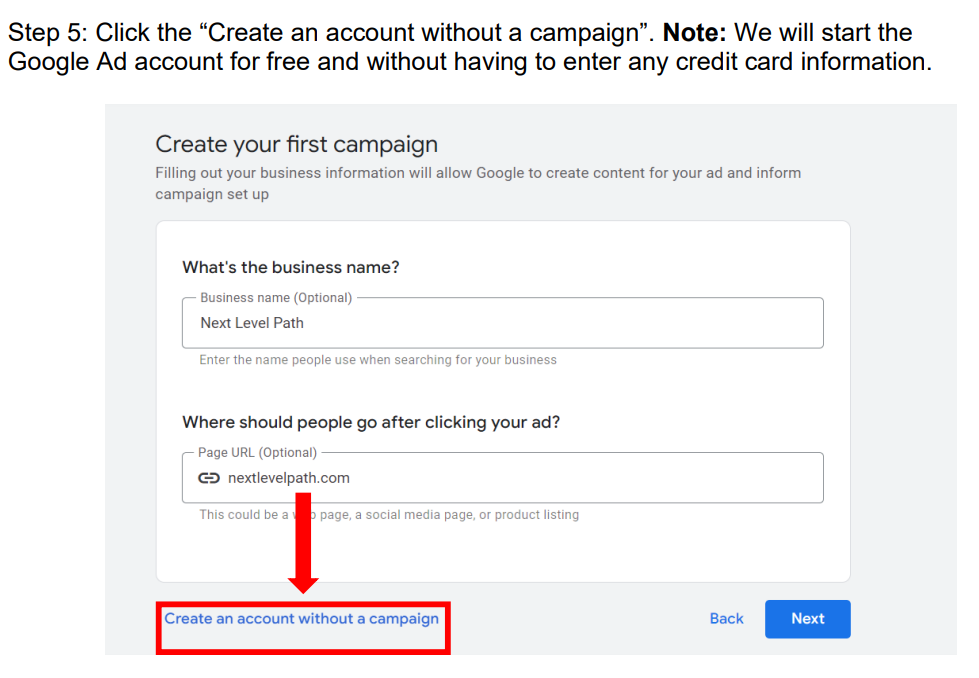 Step 5: Click the “Create an account without a campaign”. Note: We will start the
Google Ad account for free and without having to enter any credit card information.
Create your first campaign
Filling out your business information will allow Google to create content for your ad and inform
campaign set up
What's the business name?
Business name (Optional)
Next Level Path
Enter the name people use when searching for your business
Where should people go after clicking your ad?
Page URL (Optional)
nextlevelpath.com
This could be a page, a social media page, or product listing
Create an account without a campaign
Back
Next